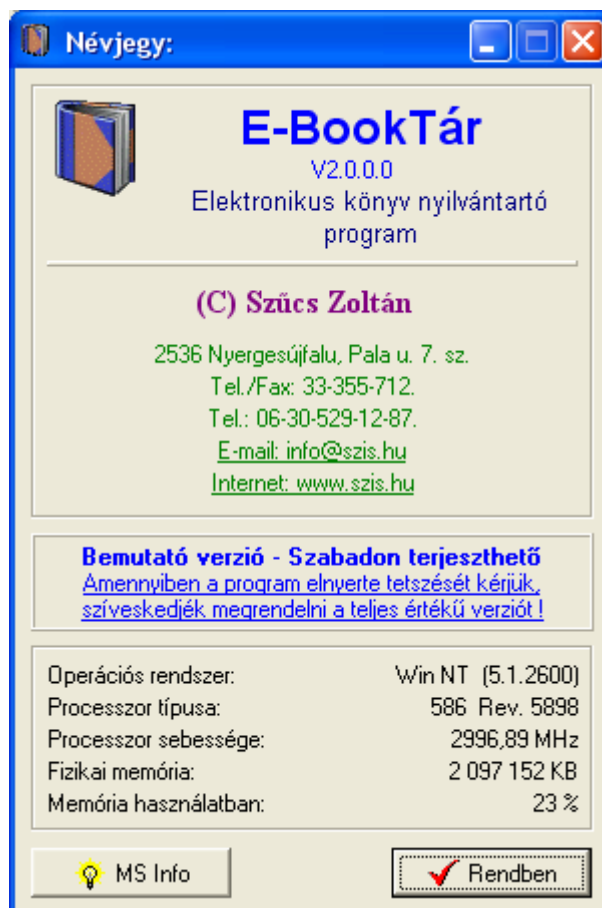 Névjegy:
E-BookTár
V2.0.0.0
Elektronikus könyv nyilvántartó
program
(C) Szűcs Zoltán
2536 Nyergesújfalu, Pala u. 7. sz.
Tel./Fax: 33-355-712.
Tel.: 06-30-529-12-87.
E-mail: info@szis.hu
Internet: www.szis.hu
Bemutató verzió - Szabadon terjeszthető
Amennyiben a program elnyerte tetszését kérjük,
szíveskedjék megrendelni a teljes értékű verziót !
Operációs rendszer: Win NT (5.1.2600)
Processzor típusa: 586 Rev. 5898
Processzor sebessége: 2996,89 MHz
Fizikai memória: 2 097 152 KB
Memória használatban: 23 %
MS Info Rendben